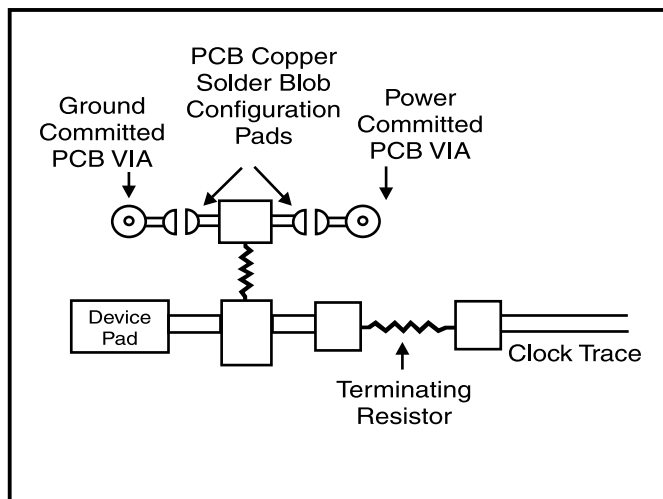 PCB Copper
Solder Blob
Configuration
Pads
Ground
Committed
PCB VIA
Power
Committed
PCB VIA
Device
Pad
Clock Trace
Terminating
Resistor